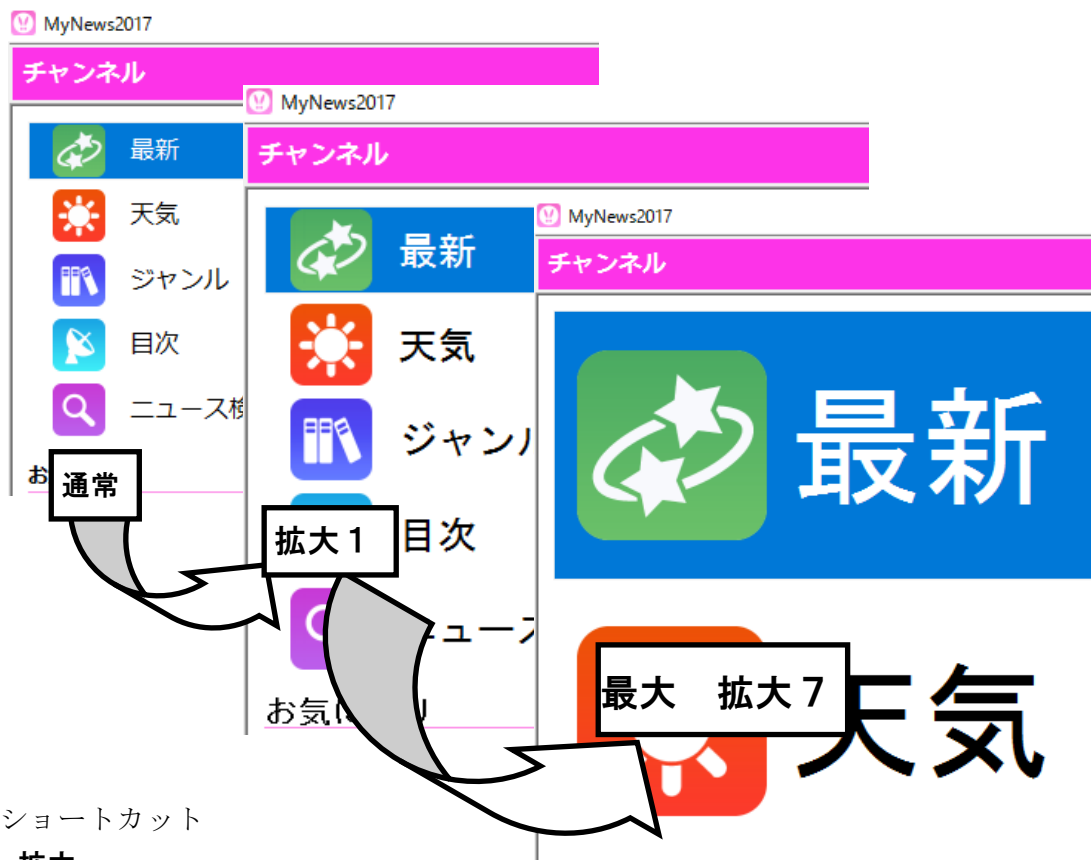 MyNews2017
チャンネル
最新
天気
ジャンル
目次
ニュース検
お
通常
MyNews2017
チャンネル
最新
天気
ジャンル
目次
ュース
お気に
拡大１
MyNews2017
チャンネル
最新
天気
最大　拡大７
ショートカット
拡大